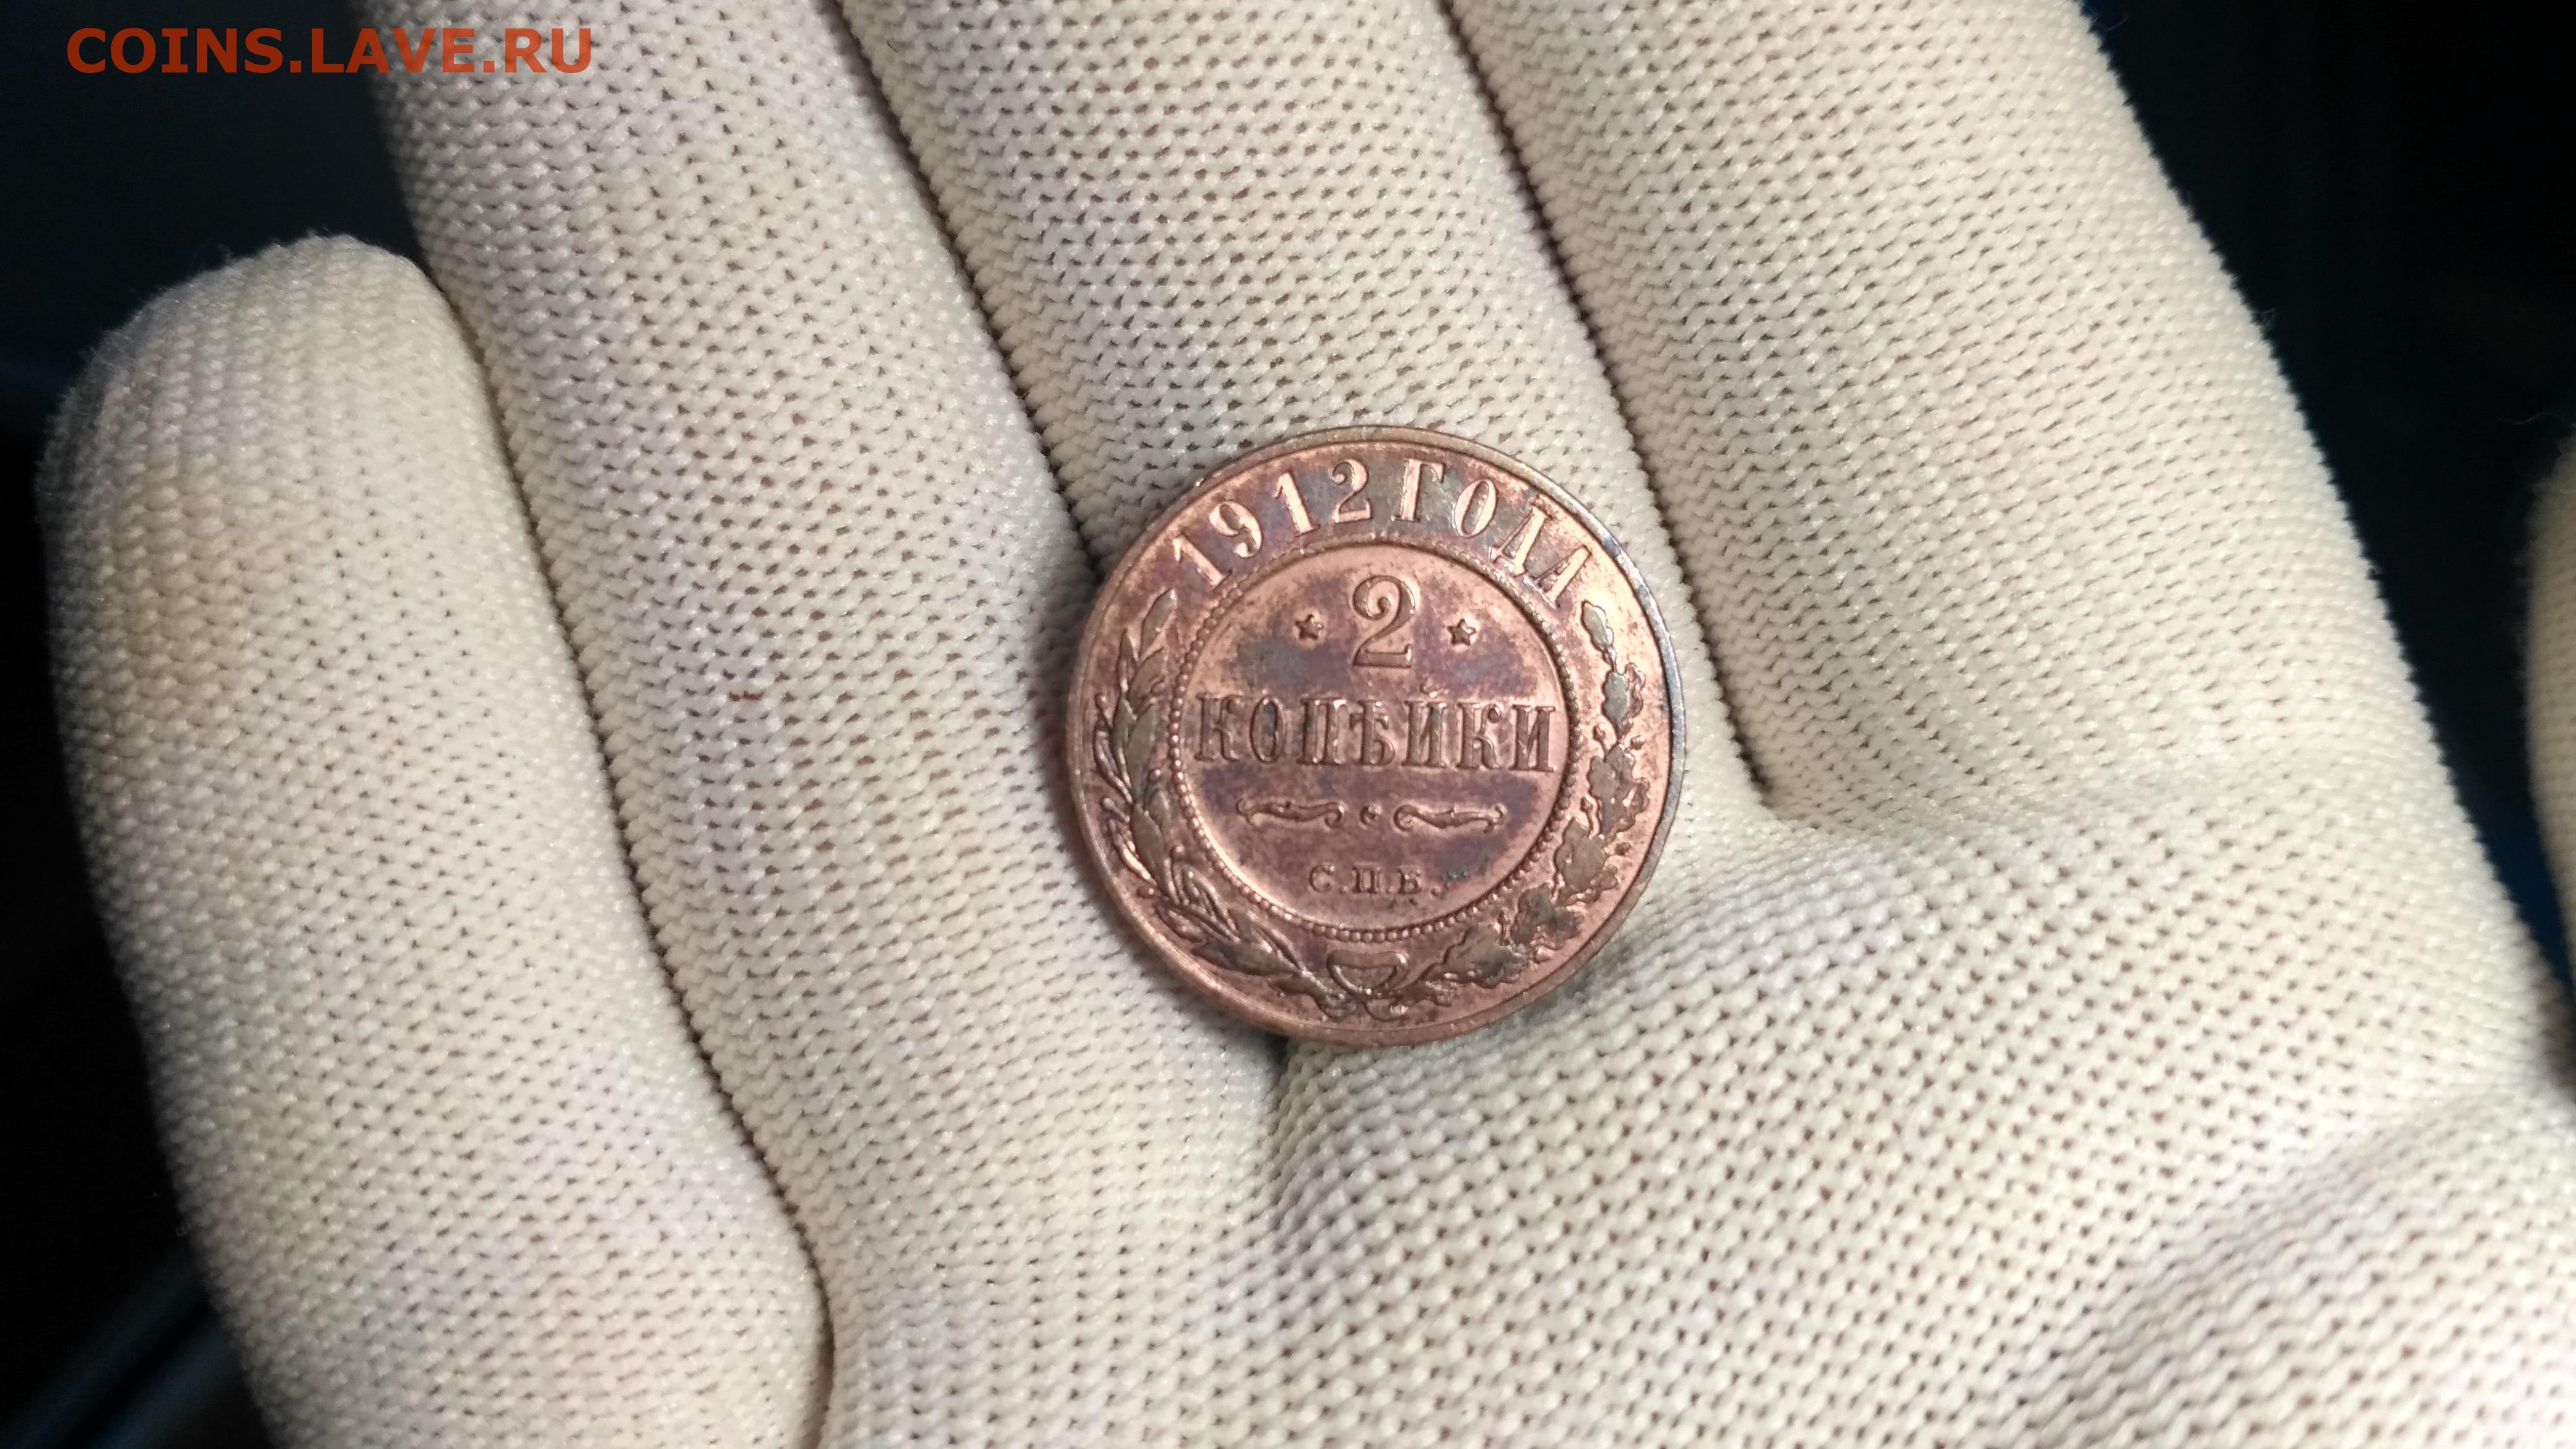 COINS.LAVE.RU
1912 ГОДА
2
КОПѢЙКИ
С.П.Б.